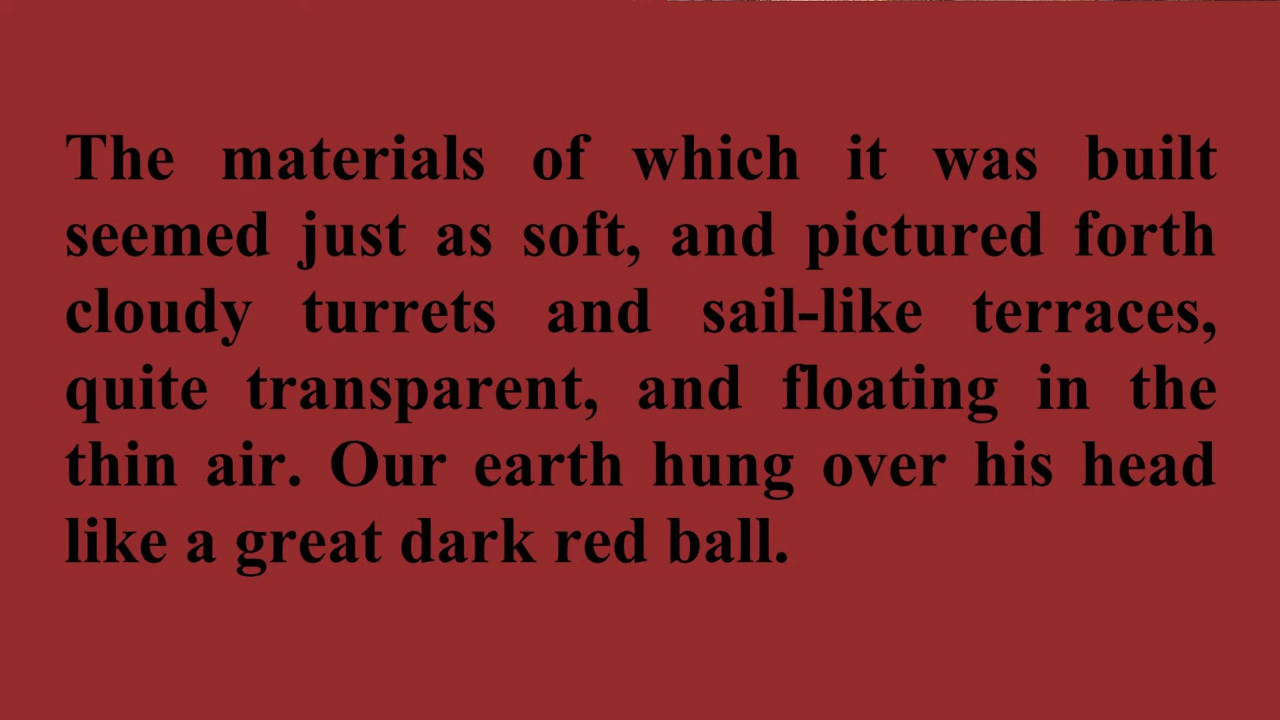 The materials of which it was built
seemed just as soft, and pictured forth
cloudy turrets and sail-like terraces,
quite transparent, and floating in the
thin air. Our earth hung over his head
like a great dark red ball.